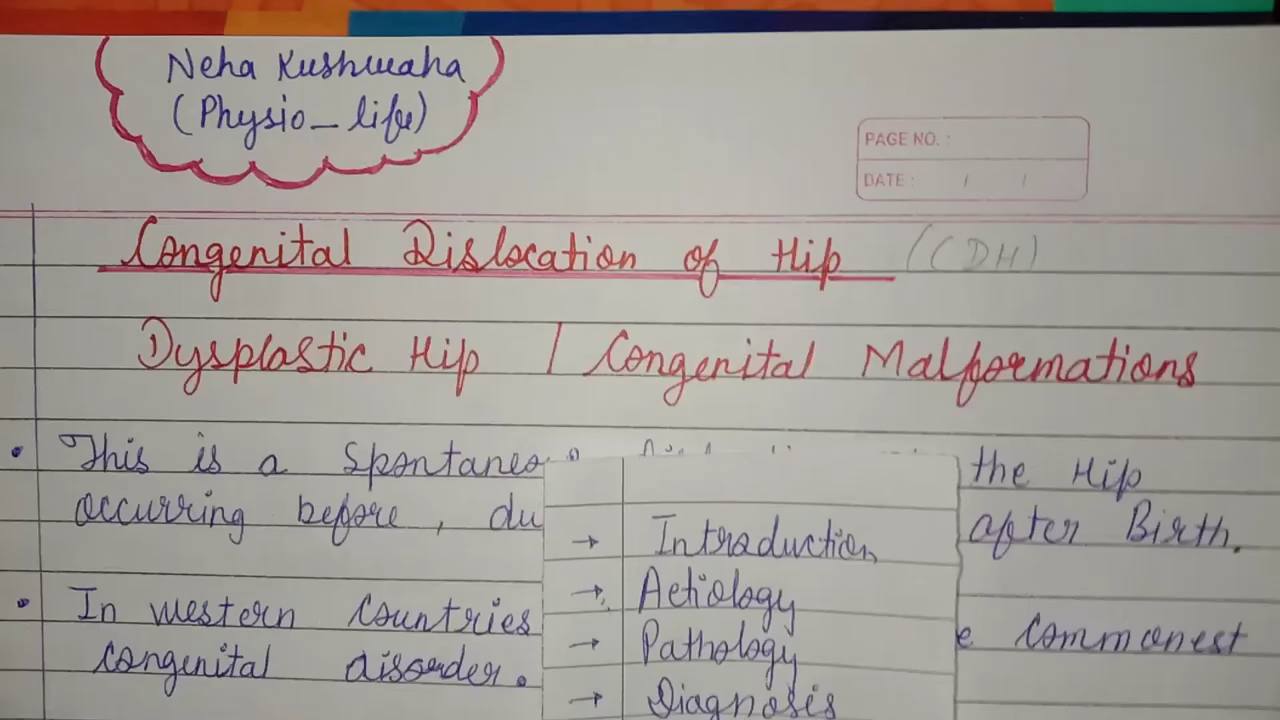 Neha Kushwaha
(Physio_life)
PAGE NO. :
DATE : / /
Congenital Dislocation of Hip (CDH)
Dysplastic Hip / Congenital Malformations
• This is a spontaneo the Hip
occurring before, du after Birth.
• In western countries e commonest
congenital disorder.
→ Introduction
→ Aetiology
→ Pathology
→ Diagnosis